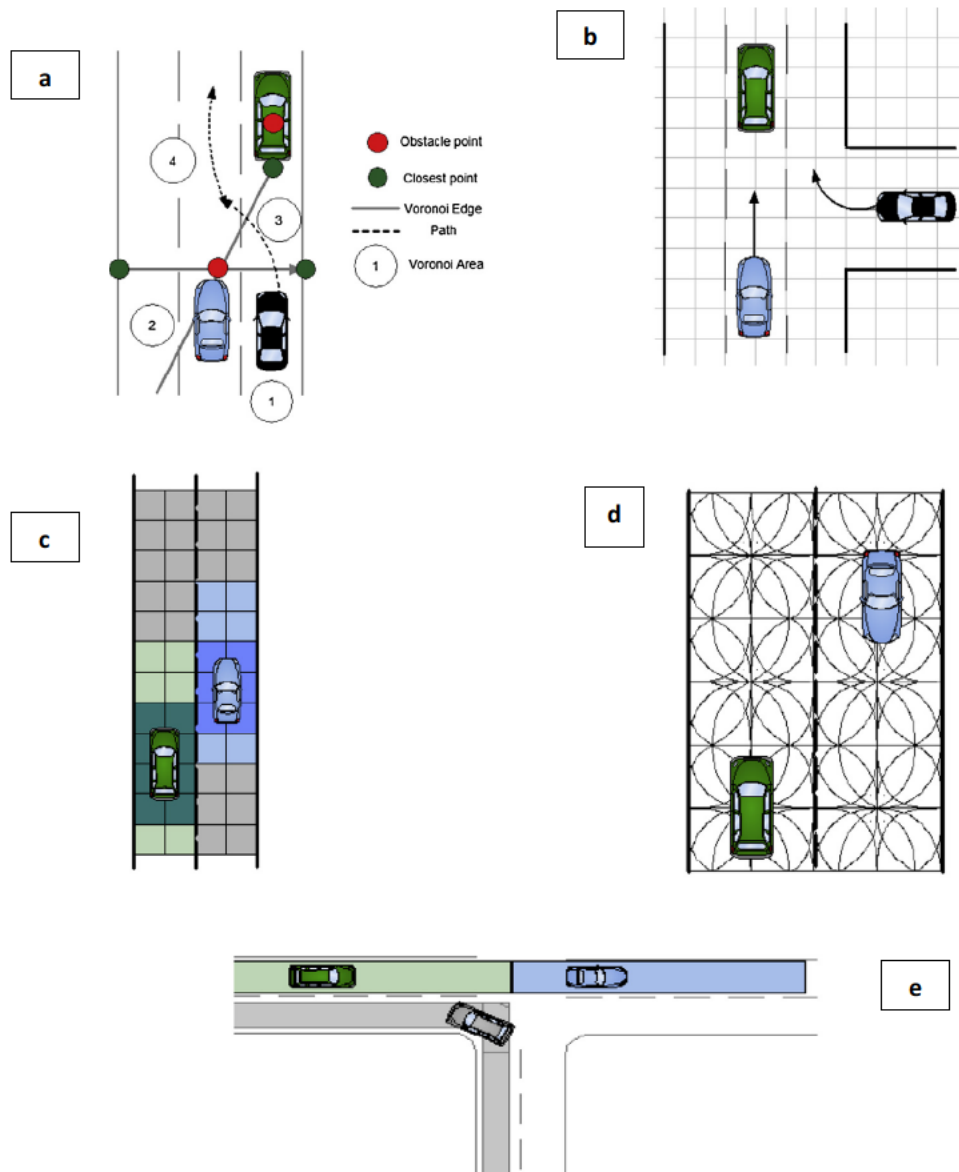 a
b
4
Obstacle point
Closest point
3
Voronoi Edge
Path
1
Voronoi Area
2
1
c
d
e